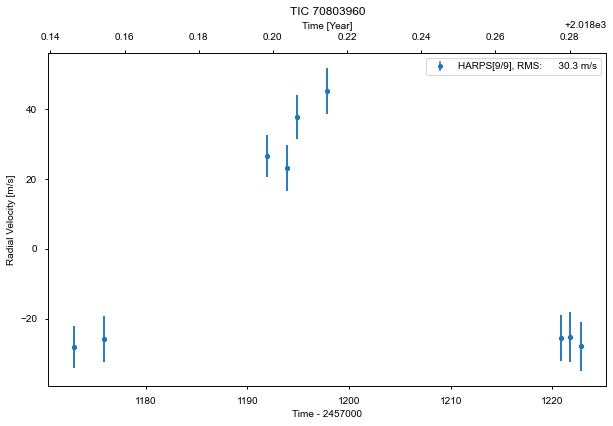 TIC 70803960
Time [Year]
+2.018e3
0.14 0.16 0.18 0.20 0.22 0.24 0.26 0.28
HARPS[9/9], RMS: 30.3 m/s
Radial Velocity [m/s]
40
20
0
−20
1180 1190 1200 1210 1220
Time - 2457000